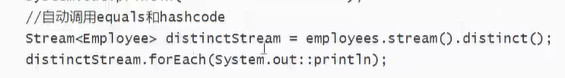 //自动调用equals和hashcode
Stream<Employee> distinctStream = employees.stream().distinct();
distinctStream.forEach(System.out::println);